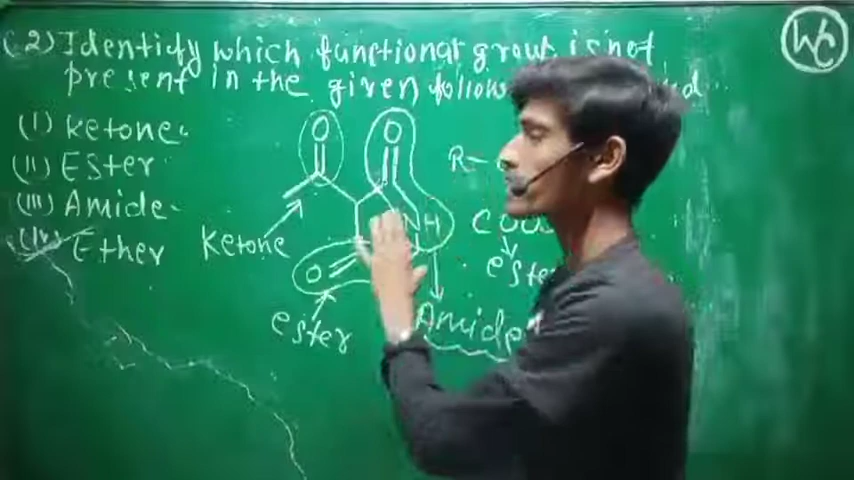 (2) Identify which functional group is not
present in the given follow
WC
(I) Ketone
(II) Ester
(III) Amide
(IV) Ether
O
O
R-
NH
COO
Ketone
ester
O
ester
Amide